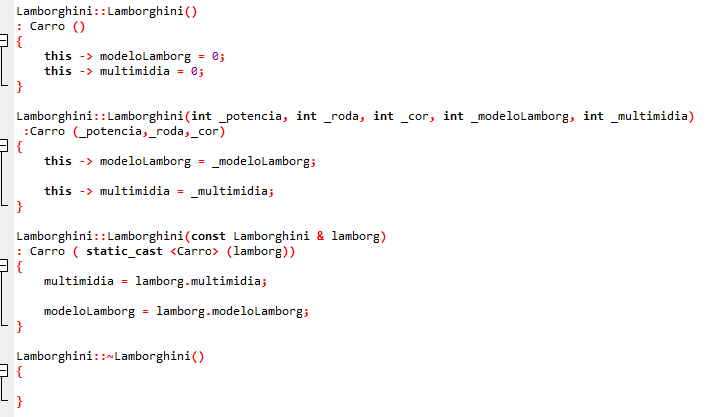 Lamborghini::Lamborghini()
: Carro ()
{
    this -> modeloLamborg = 0;
    this -> multimidia = 0;
}
Lamborghini::Lamborghini(int _potencia, int _roda, int _cor, int _modeloLamborg, int _multimidia)
 :Carro (_potencia,_roda,_cor)
{
    this -> modeloLamborg = _modeloLamborg;
    this -> multimidia = _multimidia;
}
Lamborghini::Lamborghini(const Lamborghini & lamborg)
: Carro ( static_cast <Carro> (lamborg))
{
    multimidia = lamborg.multimidia;
    modeloLamborg = lamborg.modeloLamborg;
}
Lamborghini::~Lamborghini()
{
}